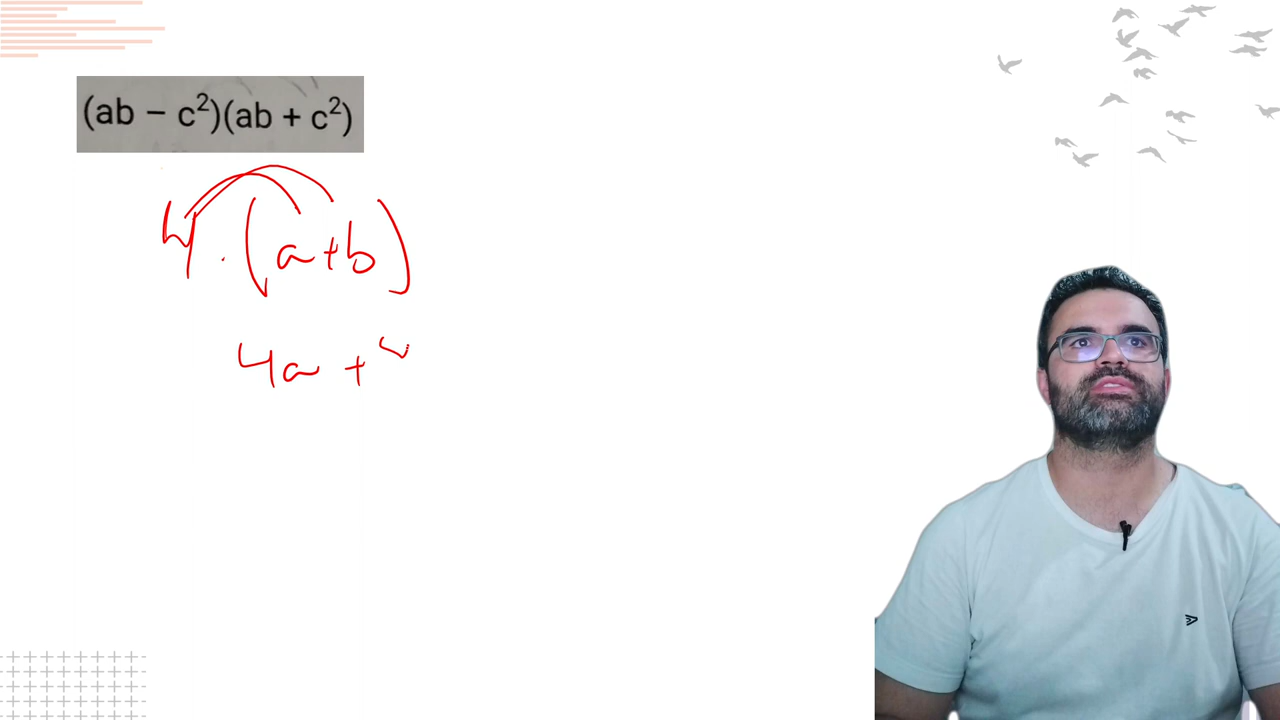 (ab − c²)(ab + c²)
4 · (a+b)
4a + 4